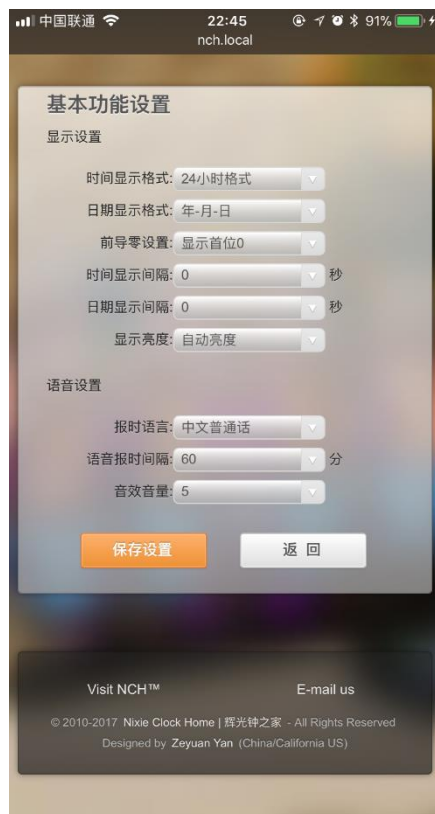 中国联通 22:45 91%
nch.local
基本功能设置
显示设置
时间显示格式: 24小时格式
日期显示格式: 年-月-日
前导零设置: 显示首位0
时间显示间隔: 0 秒
日期显示间隔: 0 秒
显示亮度: 自动亮度
语音设置
报时语言: 中文普通话
语音报时间隔: 60 分
音效音量: 5
保存设置 返 回
Visit NCH™ E-mail us
© 2010-2017 Nixie Clock Home | 辉光钟之家 - All Rights Reserved
Designed by Zeyuan Yan (China/California US)